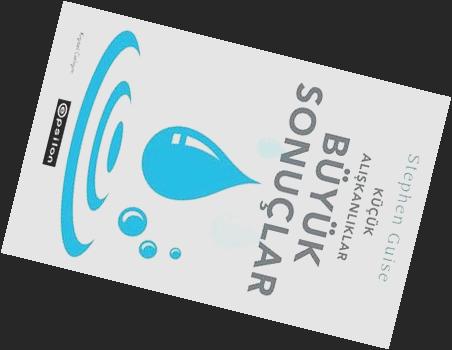 Stephen Guise
KÜÇÜK
ALIŞKANLIKLAR
BÜYÜK
SONUÇLAR
epsilon